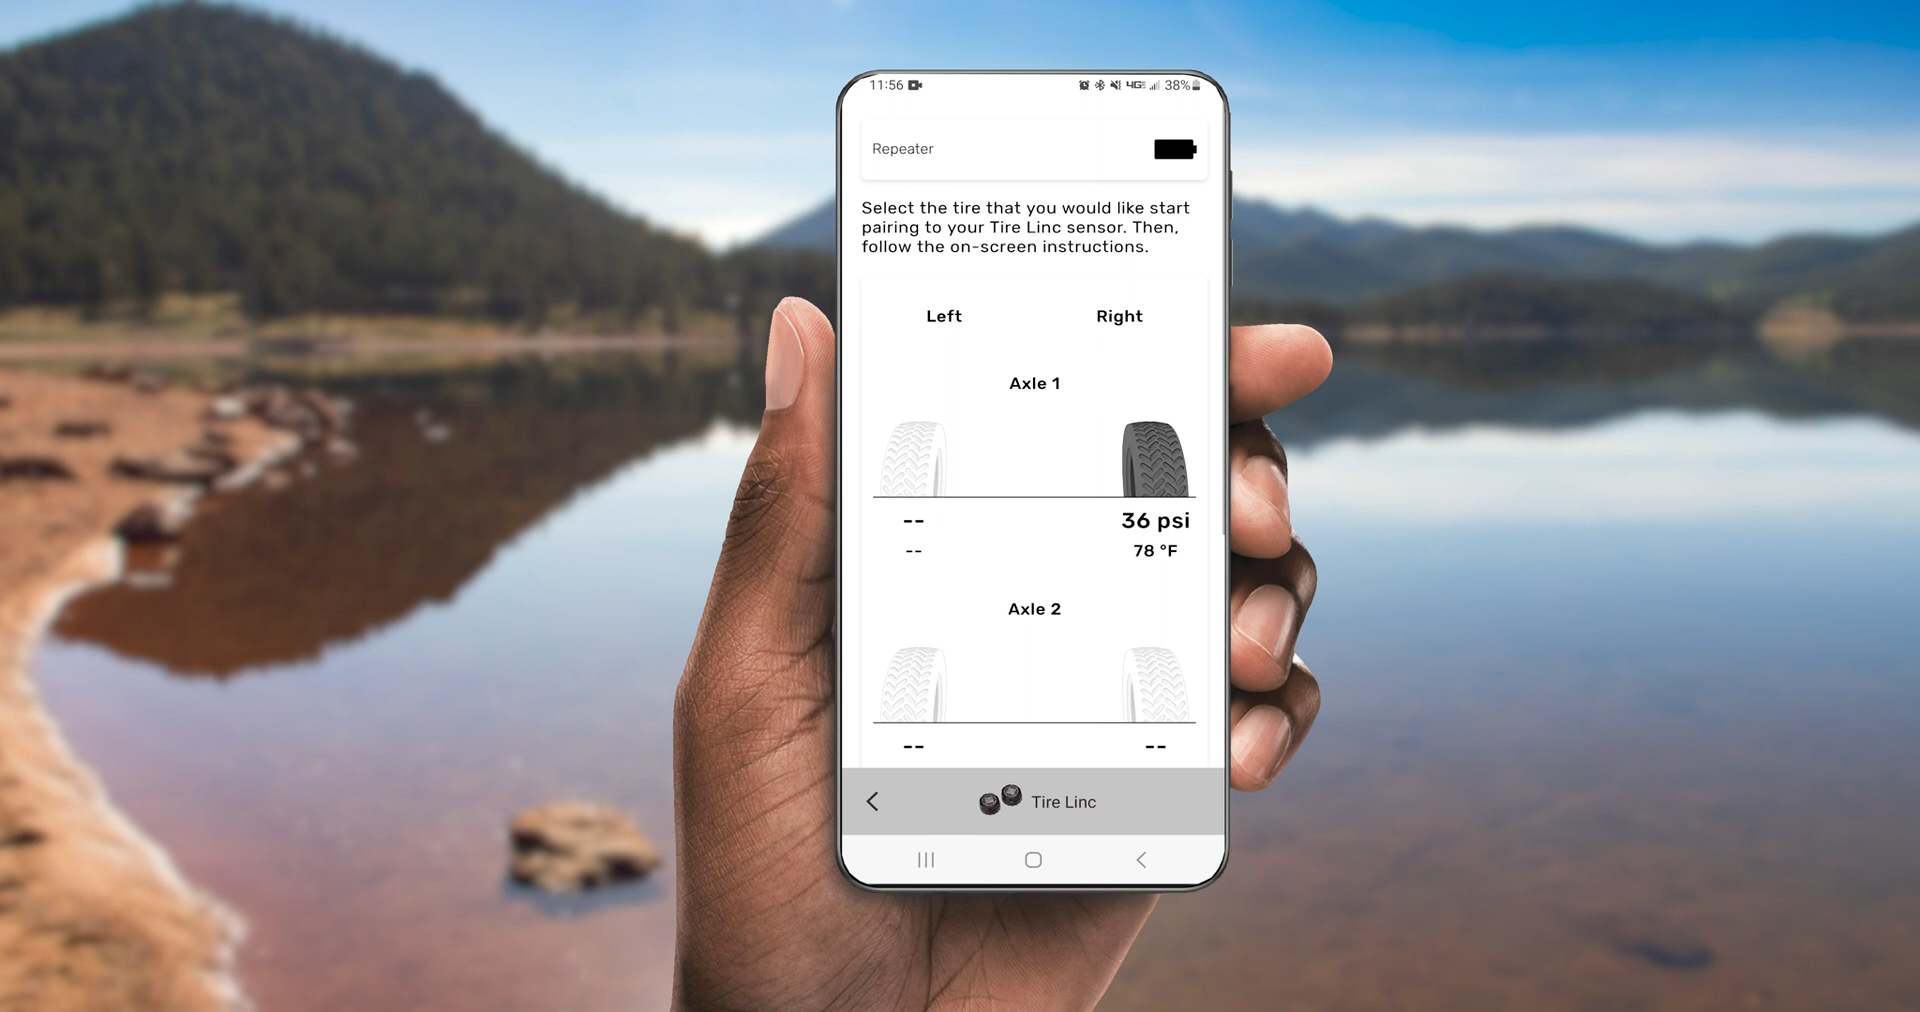 11:56 4GE 38%
Repeater
Select the tire that you would like start
pairing to your Tire Linc sensor. Then,
follow the on-screen instructions.
Left Right
Axle 1
-- 36 psi
-- 78 °F
Axle 2
-- --
Tire Linc